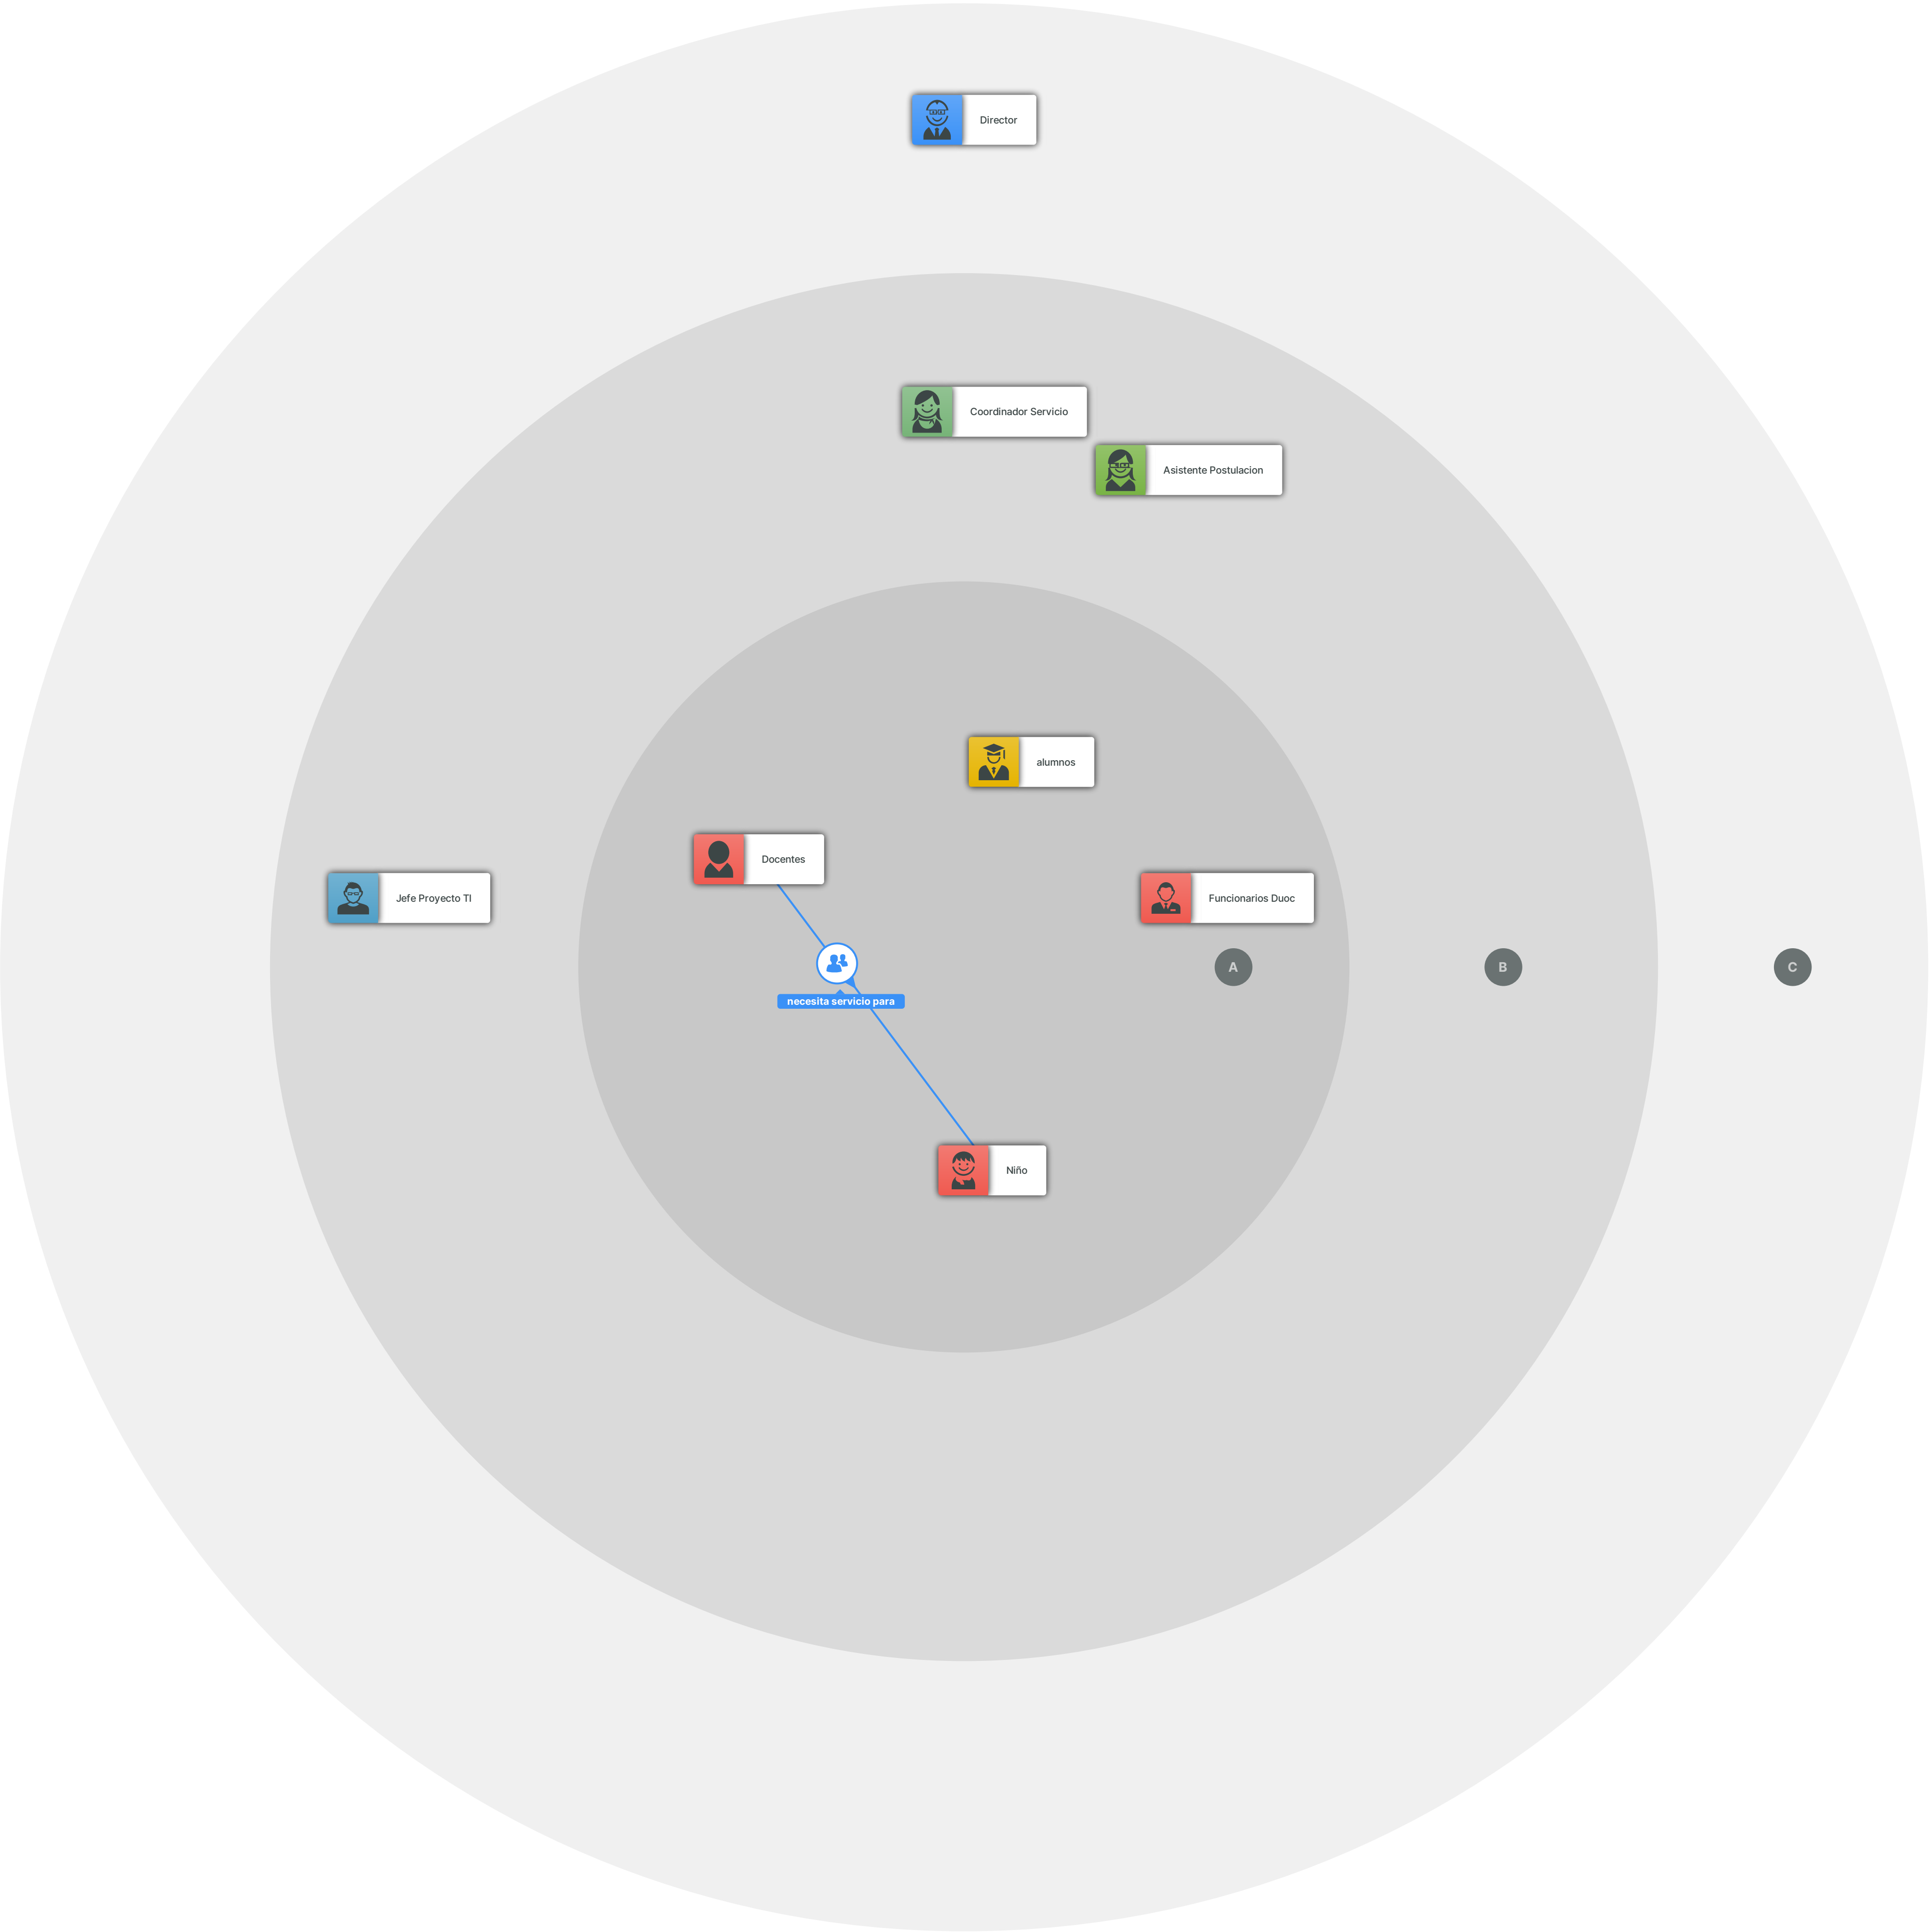 Director
Coordinador Servicio
Asistente Postulacion
alumnos
Docentes
Jefe Proyecto TI
Funcionarios Duoc
A
B
C
necesita servicio para
Niño